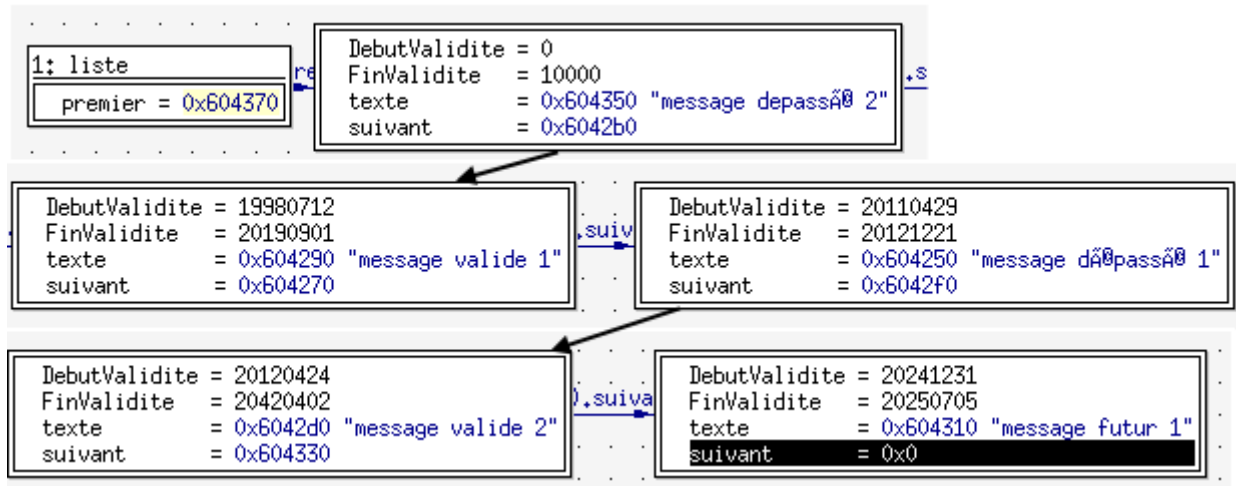 1: liste
premier = 0x604370
re
DebutValidite = 0
FinValidite = 10000
texte = 0x604350 "message depassÃ© 2"
suivant = 0x6042b0
.s
DebutValidite = 19980712
FinValidite = 20190901
texte = 0x604290 "message valide 1"
suivant = 0x604270
.suiv
DebutValidite = 20110429
FinValidite = 20121221
texte = 0x604250 "message dÃ©passÃ© 1"
suivant = 0x6042f0
DebutValidite = 20120424
FinValidite = 20420402
texte = 0x6042d0 "message valide 2"
suivant = 0x604330
).suiva
DebutValidite = 20241231
FinValidite = 20250705
texte = 0x604310 "message futur 1"
suivant = 0x0